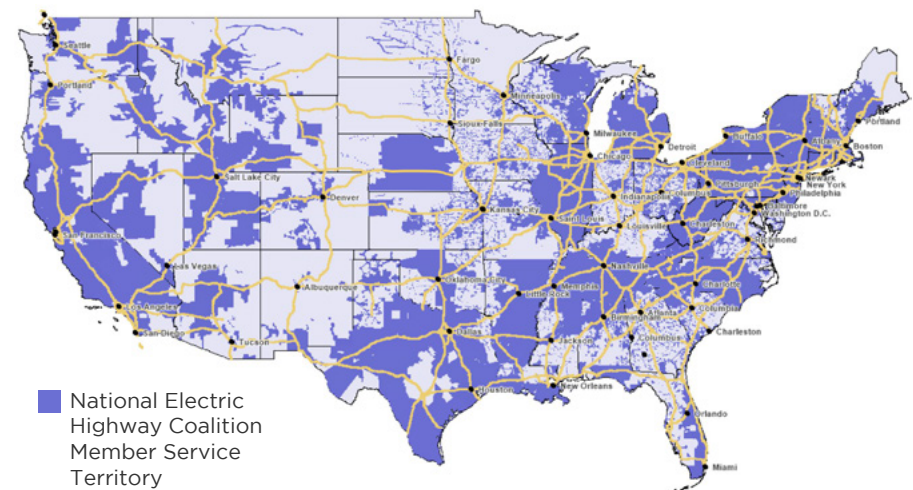 Seattle
Portland
Fargo
Minneapolis
Sioux Falls
Milwaukee
Detroit
Buffalo
Albany
Portland
Boston
Chicago
Cleveland
Newark
New York
Salt Lake City
Denver
Kansas City
Saint Louis
Indianapolis
Columbus
Pittsburgh
Philadelphia
Baltimore
Washington D.C.
Louisville
Charleston
Richmond
San Francisco
Las Vegas
Albuquerque
Oklahoma City
Little Rock
Memphis
Nashville
Charlotte
Los Angeles
San Diego
Tucson
Dallas
Jackson
Birmingham
Atlanta
Columbia
Columbus
Charleston
Houston
New Orleans
Orlando
Miami
National Electric
Highway Coalition
Member Service
Territory